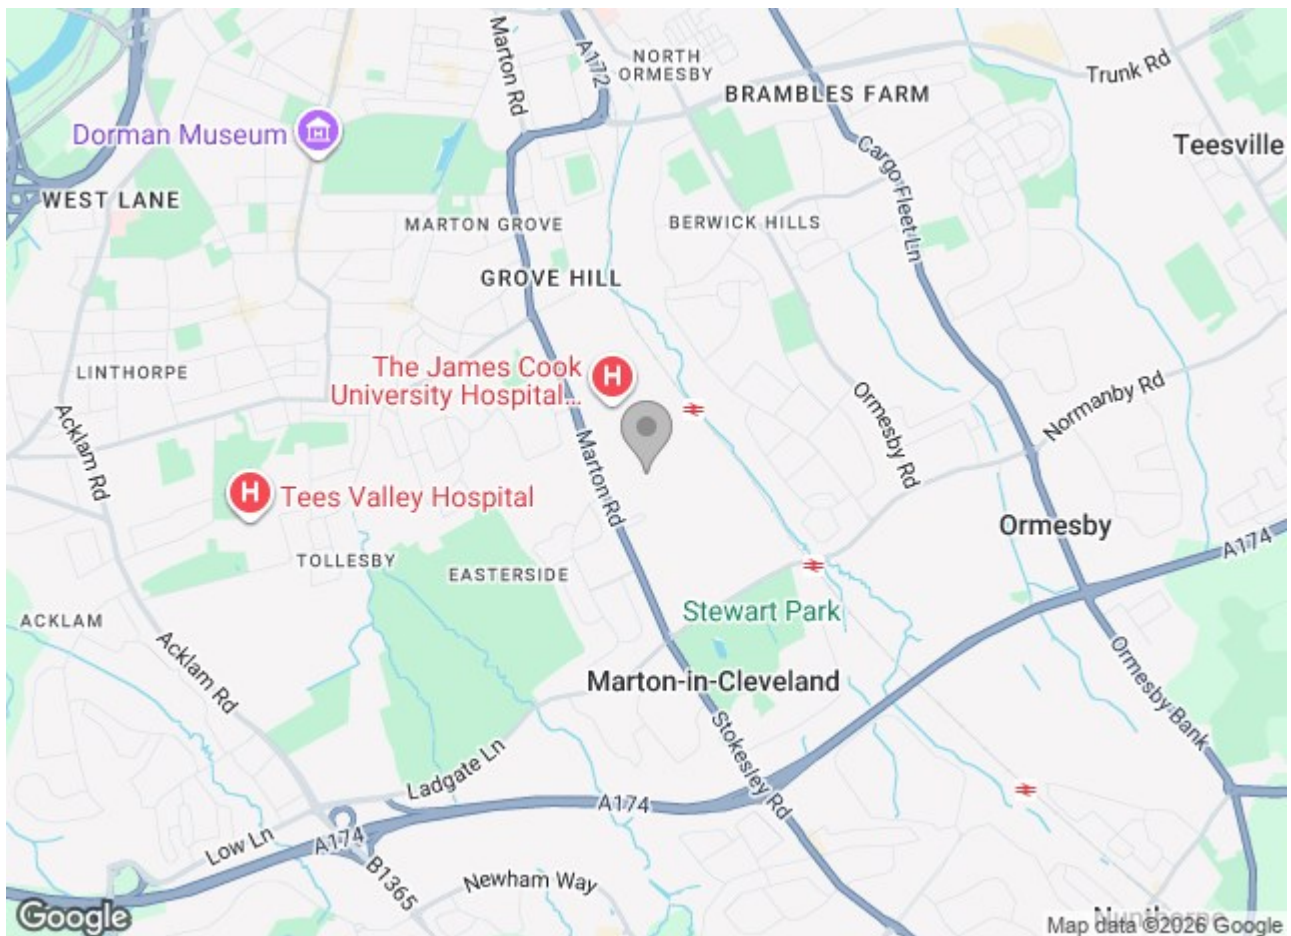 Marton Rd
A172
NORTH
ORMESBY
Trunk Rd
BRAMBLES FARM
Dorman Museum
Teesville
Cargo Fleet Ln
WEST LANE
MARTON GROVE
BERWICK HILLS
GROVE HILL
The James Cook
University Hospital...
LINTHORPE
Acklam Rd
Ormesby Rd
Normanby Rd
Marton Rd
Tees Valley Hospital
Ormesby
A174
TOLLESBY
EASTERSIDE
Stewart Park
ACKLAM
Acklam Rd
Marton-in-Cleveland
Ormesby Bank
Stokesley Rd
Ladgate Ln
A174
Low Ln
A174
B1365
Newham Way
Nunthorpe
Google
Map data ©2026 Google